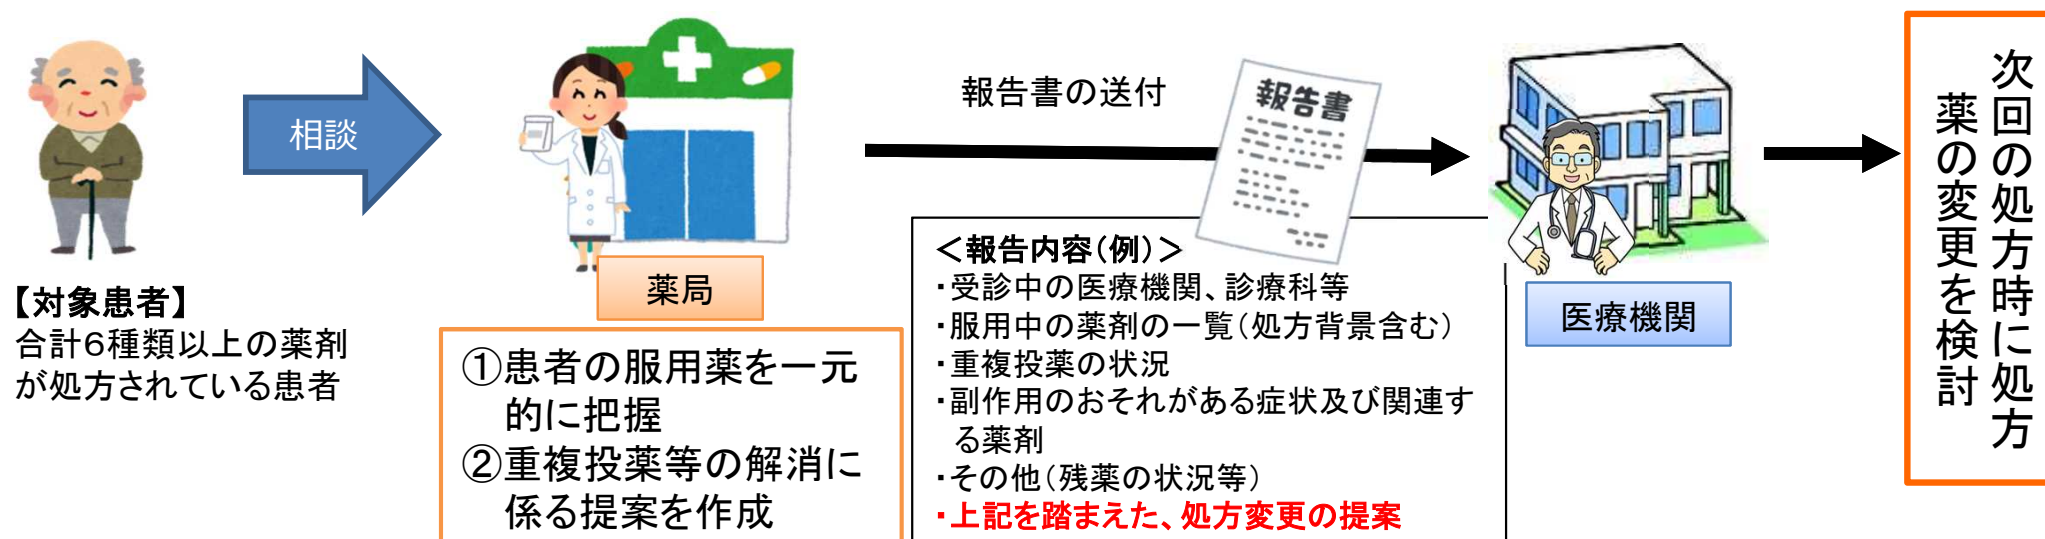 【対象患者】
合計6種類以上の薬剤
が処方されている患者
相談
薬局
①患者の服用薬を一元
的に把握
②重複投薬等の解消に
係る提案を作成
報告書の送付
報告書
＜報告内容(例)＞
・受診中の医療機関、診療科等
・服用中の薬剤の一覧(処方背景含む)
・重複投薬の状況
・副作用のおそれがある症状及び関連す
る薬剤
・その他(残薬の状況等)
・上記を踏まえた、処方変更の提案
医療機関
次回の処方時に処方
薬の変更を検討